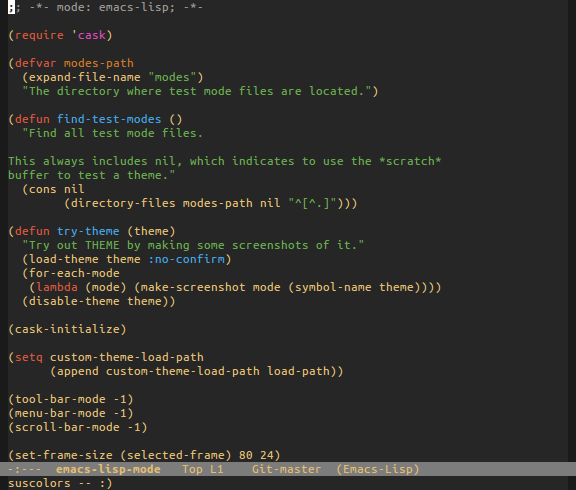 ;; -*- mode: emacs-lisp; -*-

(require 'cask)

(defvar modes-path
  (expand-file-name "modes")
  "The directory where test mode files are located.")

(defun find-test-modes ()
  "Find all test mode files.

This always includes nil, which indicates to use the *scratch*
buffer to test a theme."
  (cons nil
        (directory-files modes-path nil "^[^.]")))

(defun try-theme (theme)
  "Try out THEME by making some screenshots of it."
  (load-theme theme :no-confirm)
  (for-each-mode
   (lambda (mode) (make-screenshot mode (symbol-name theme))))
  (disable-theme theme))

(cask-initialize)

(setq custom-theme-load-path
      (append custom-theme-load-path load-path))

(tool-bar-mode -1)
(menu-bar-mode -1)
(scroll-bar-mode -1)

(set-frame-size (selected-frame) 80 24)
-:---  emacs-lisp-mode   Top L1    Git-master  (Emacs-Lisp)
suscolors -- :)